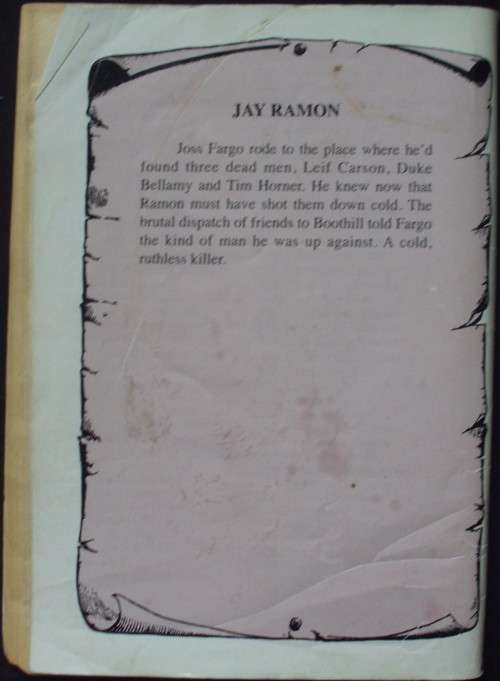 JAY RAMON
Joss Fargo rode to the place where he'd
found three dead men, Leif Carson, Duke
Bellamy and Tim Horner. He knew now that
Ramon must have shot them down cold. The
brutal dispatch of friends to Boothill told Fargo
the kind of man he was up against. A cold,
ruthless killer.